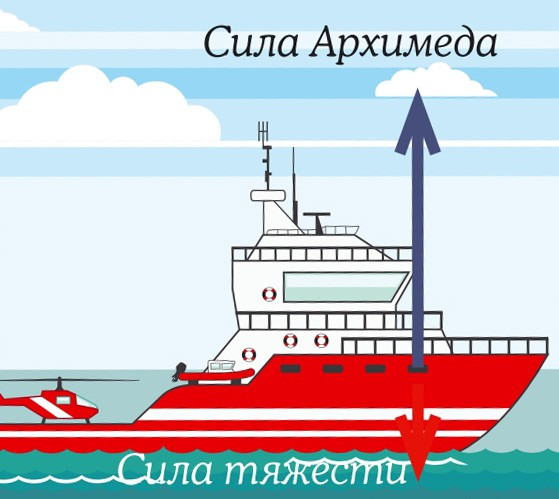 Сила Архимеда
Сила тяжести